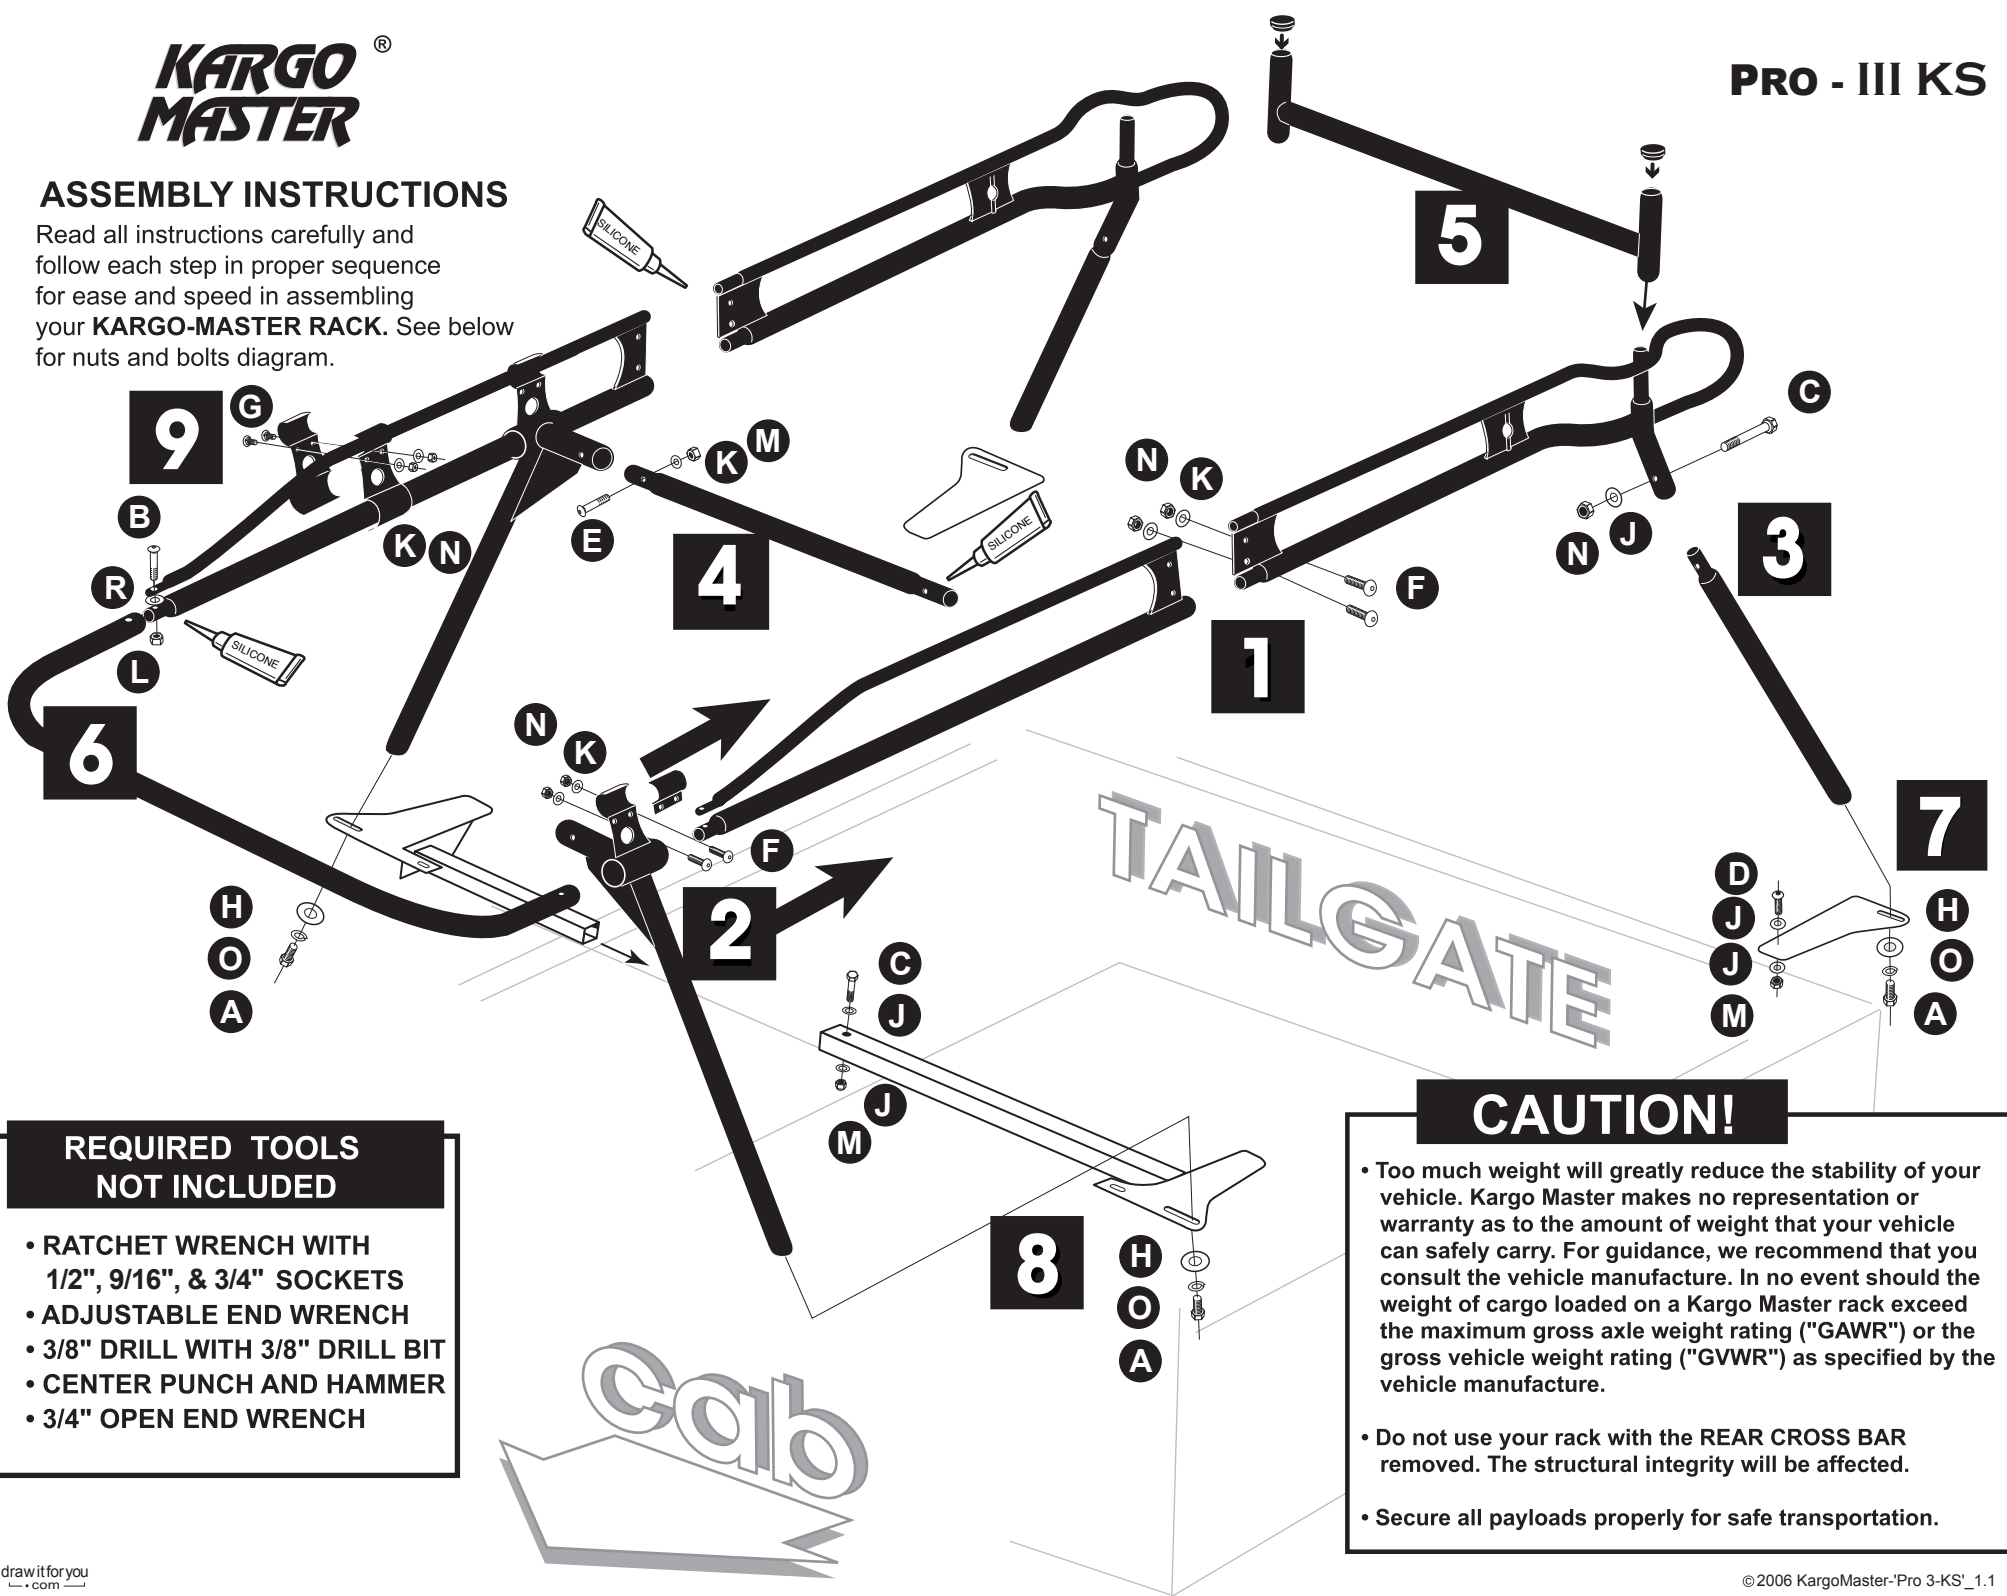 KARGO ®
MASTER
PRO - III KS
ASSEMBLY INSTRUCTIONS
Read all instructions carefully and
follow each step in proper sequence
for ease and speed in assembling
your KARGO-MASTER RACK. See below
for nuts and bolts diagram.
SILICONE
5
9
G
B
R
L
K
N
M
K
E
4
SILICONE
N
K
C
N
J
3
F
1
SILICONE
6
N
K
F
2
TAILGATE
7
D
J
J
M
H
O
A
H
O
A
C
J
J
M
8
H
O
A
cab
REQUIRED TOOLS
NOT INCLUDED
• RATCHET WRENCH WITH
1/2", 9/16", & 3/4" SOCKETS
• ADJUSTABLE END WRENCH
• 3/8" DRILL WITH 3/8" DRILL BIT
• CENTER PUNCH AND HAMMER
• 3/4" OPEN END WRENCH
CAUTION!
• Too much weight will greatly reduce the stability of your
vehicle. Kargo Master makes no representation or
warranty as to the amount of weight that your vehicle
can safely carry. For guidance, we recommend that you
consult the vehicle manufacture. In no event should the
weight of cargo loaded on a Kargo Master rack exceed
the maximum gross axle weight rating ("GAWR") or the
gross vehicle weight rating ("GVWR") as specified by the
vehicle manufacture.
• Do not use your rack with the REAR CROSS BAR
removed. The structural integrity will be affected.
• Secure all payloads properly for safe transportation.
drawitforyou
.com
©2006 KargoMaster-'Pro 3-KS'_1.1